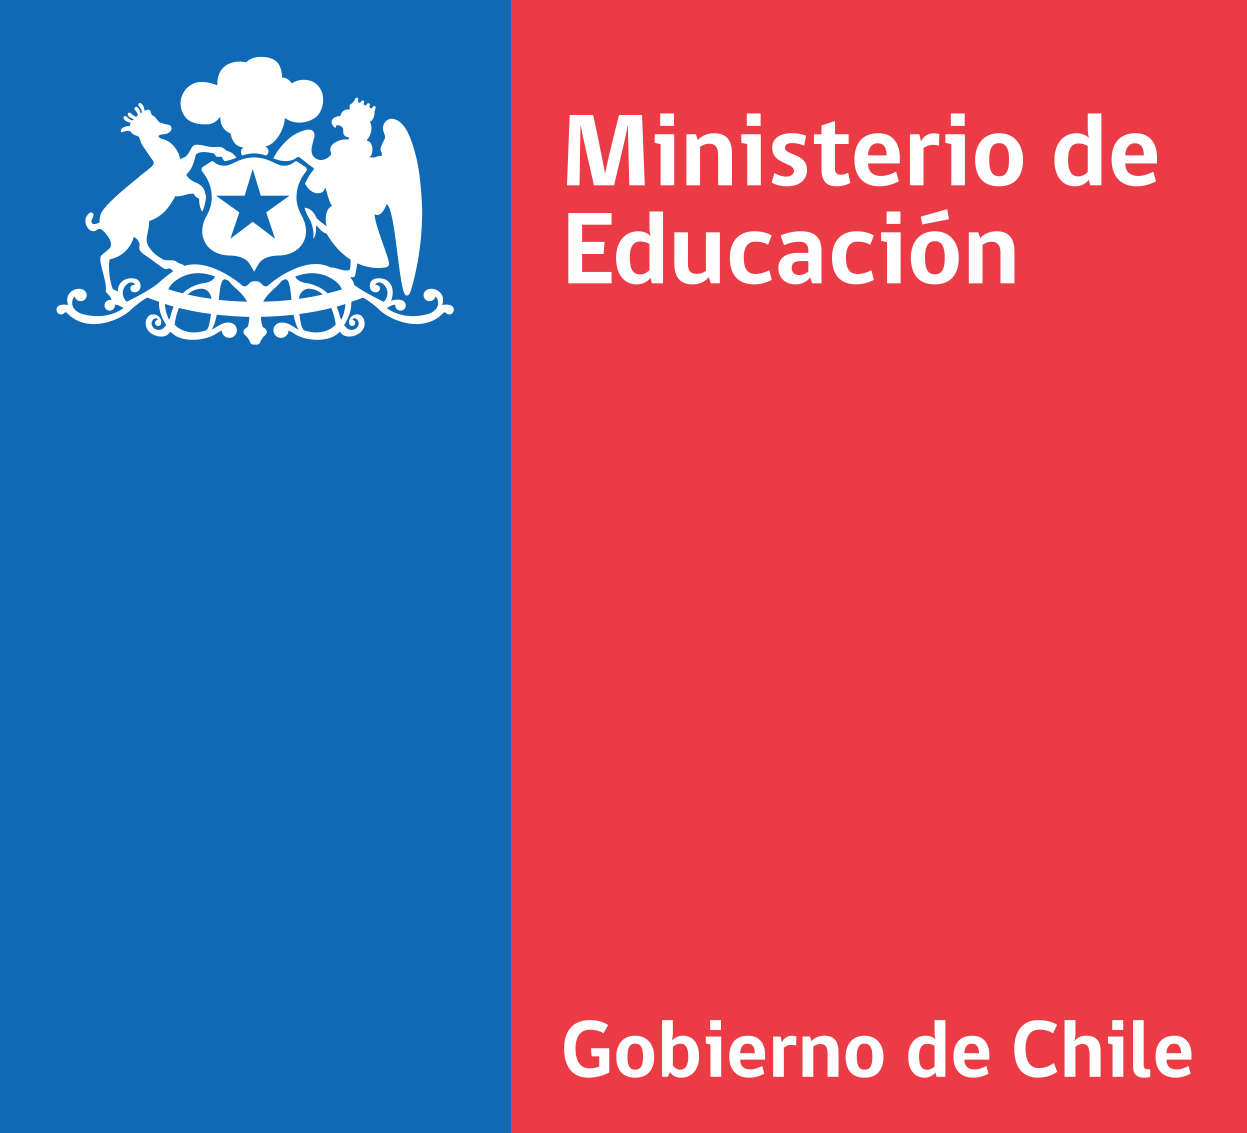 Ministerio de
Educación
Gobierno de Chile